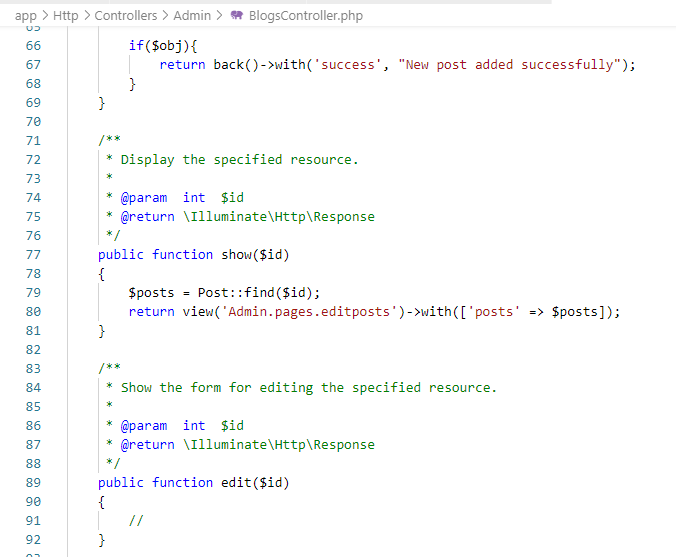 app > Http > Controllers > Admin > BlogsController.php
65
66 if($obj){
67 return back()->with('success', "New post added successfully");
68 }
69 }
70
71 /**
72 * Display the specified resource.
73 *
74 * @param  int  $id
75 * @return \Illuminate\Http\Response
76 */
77 public function show($id)
78 {
79 $posts = Post::find($id);
80 return view('Admin.pages.editposts')->with(['posts' => $posts]);
81 }
82
83 /**
84 * Show the form for editing the specified resource.
85 *
86 * @param  int  $id
87 * @return \Illuminate\Http\Response
88 */
89 public function edit($id)
90 {
91 //
92 }